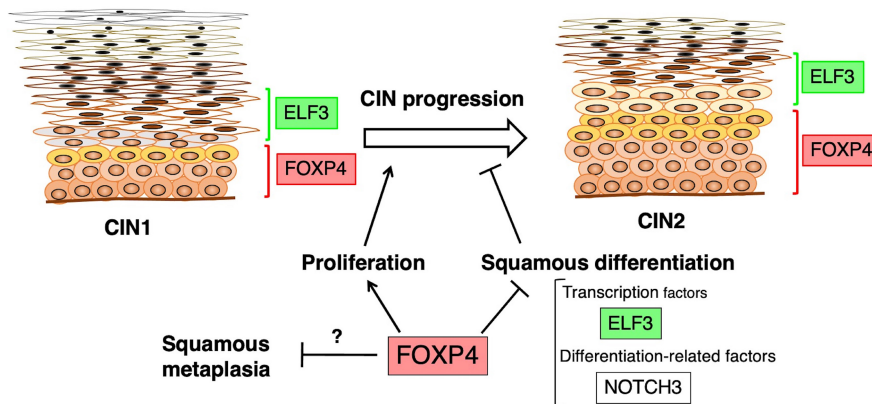 ELF3
FOXP4
CIN1
CIN progression
ELF3
FOXP4
CIN2
Proliferation
Squamous differentiation
Transcription factors
ELF3
Differentiation-related factors
NOTCH3
FOXP4
?
Squamous
metaplasia